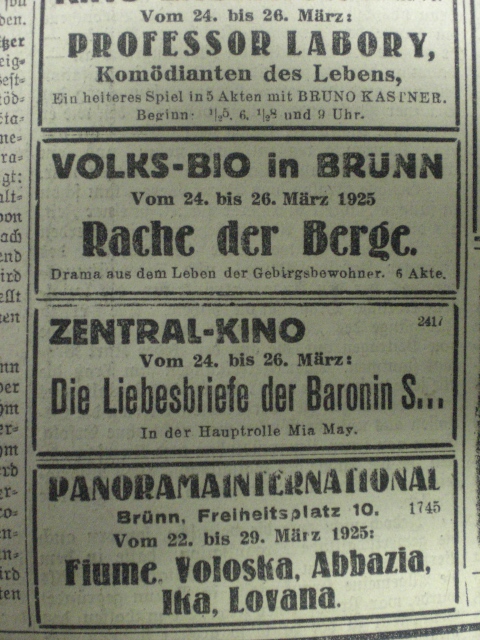 Vom 24. bis 26. März:
PROFESSOR LABORY,
Komödianten des Lebens,
Ein heiteres Spiel in 5 Akten mit BRUNO KASTNER.
Beginn: ½5, 6, ½8 und 9 Uhr.
VOLKS-BIO in BRÜNN
Vom 24. bis 26. März 1925
Rache der Berge.
Drama aus dem Leben der Gebirgsbewohner. 6 Akte.
ZENTRAL-KINO 2417
Vom 24. bis 26. März:
Die Liebesbriefe der Baronin S...
In der Hauptrolle Mia May.
PANORAMAINTERNATIONAL
Brünn, Freiheitsplatz 10. 1745
Vom 22. bis 29. März 1925:
Fiume, Voloska, Abbazia,
Ika, Lovana.